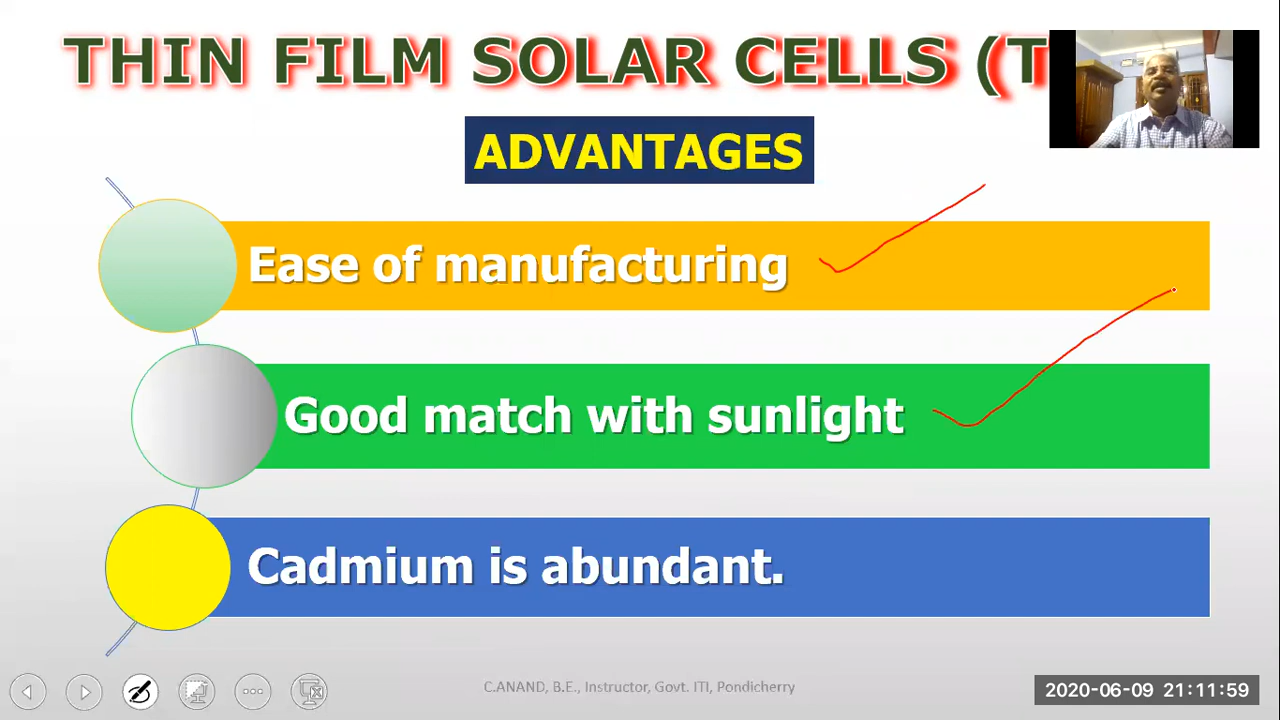 THIN FILM SOLAR CELLS (T
ADVANTAGES
Ease of manufacturing
Good match with sunlight
Cadmium is abundant.
C.ANAND, B.E., Instructor, Govt. ITI, Pondicherry
2020-06-09 21:11:59